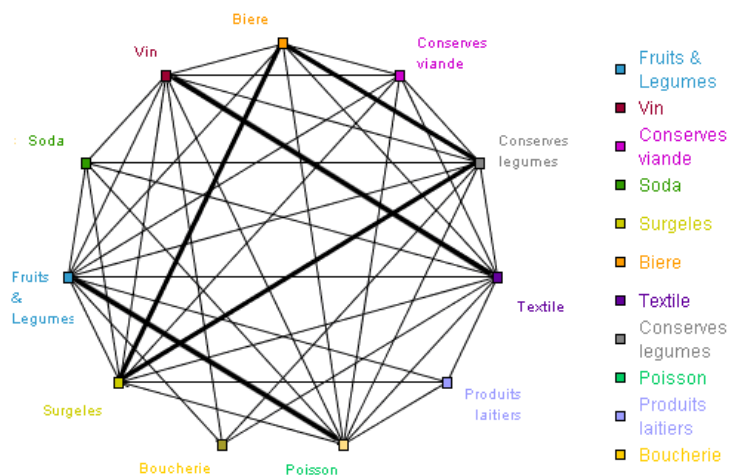 Biere
Vin
Conserves
viande
: Soda
Conserves
legumes
Fruits
&
Legumes
Textile
Surgeles
Produits
laitiers
Boucherie
Poisson
Fruits &
Legumes
Vin
Conserves
viande
Soda
Surgeles
Biere
Textile
Conserves
legumes
Poisson
Produits
laitiers
Boucherie